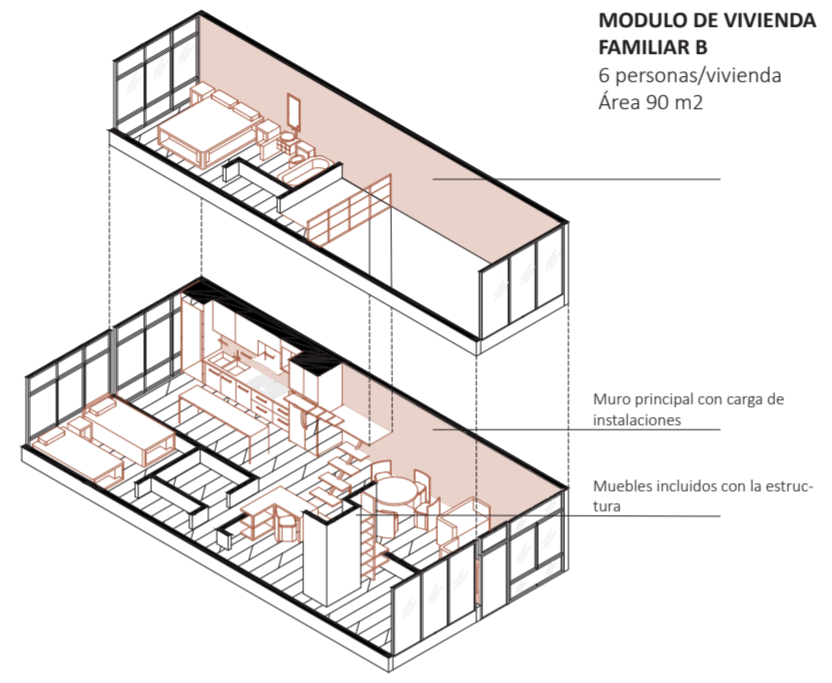 MODULO DE VIVIENDA
FAMILIAR B
6 personas/vivienda
Área 90 m2
Muro principal con carga de
instalaciones
Muebles incluidos con la estruc-
tura